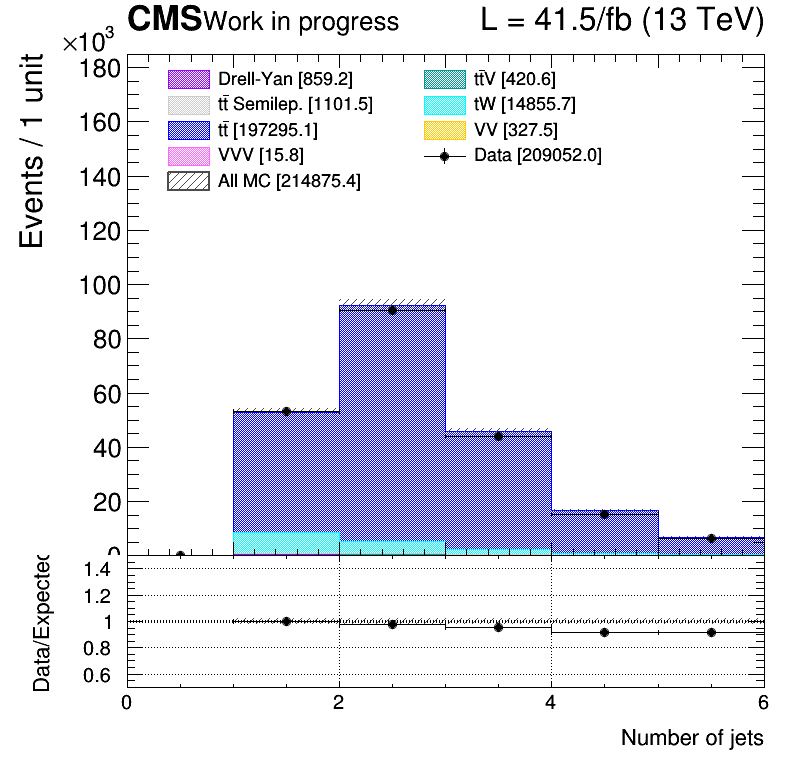 CMS Work in progress L = 41.5/fb (13 TeV)
×10³
Events / 1 unit
180
160
140
120
100
80
60
40
20
0
Drell-Yan [859.2]
tt̄ Semilep. [1101.5]
tt̄ [197295.1]
VVV [15.8]
All MC [214875.4]
tt̄V [420.6]
tW [14855.7]
VV [327.5]
Data [209052.0]
Data/Expected
1.4
1.2
1
0.8
0.6
0 2 4 6
Number of jets